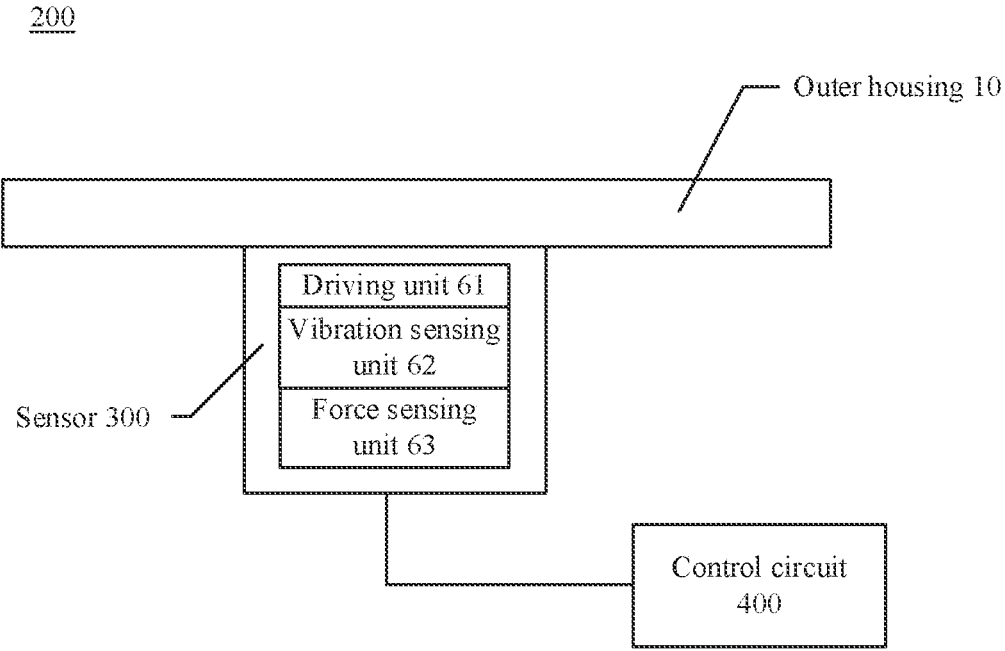 200
Outer housing 10
Driving unit 61
Vibration sensing
unit 62
Force sensing
unit 63
Sensor 300
Control circuit
400